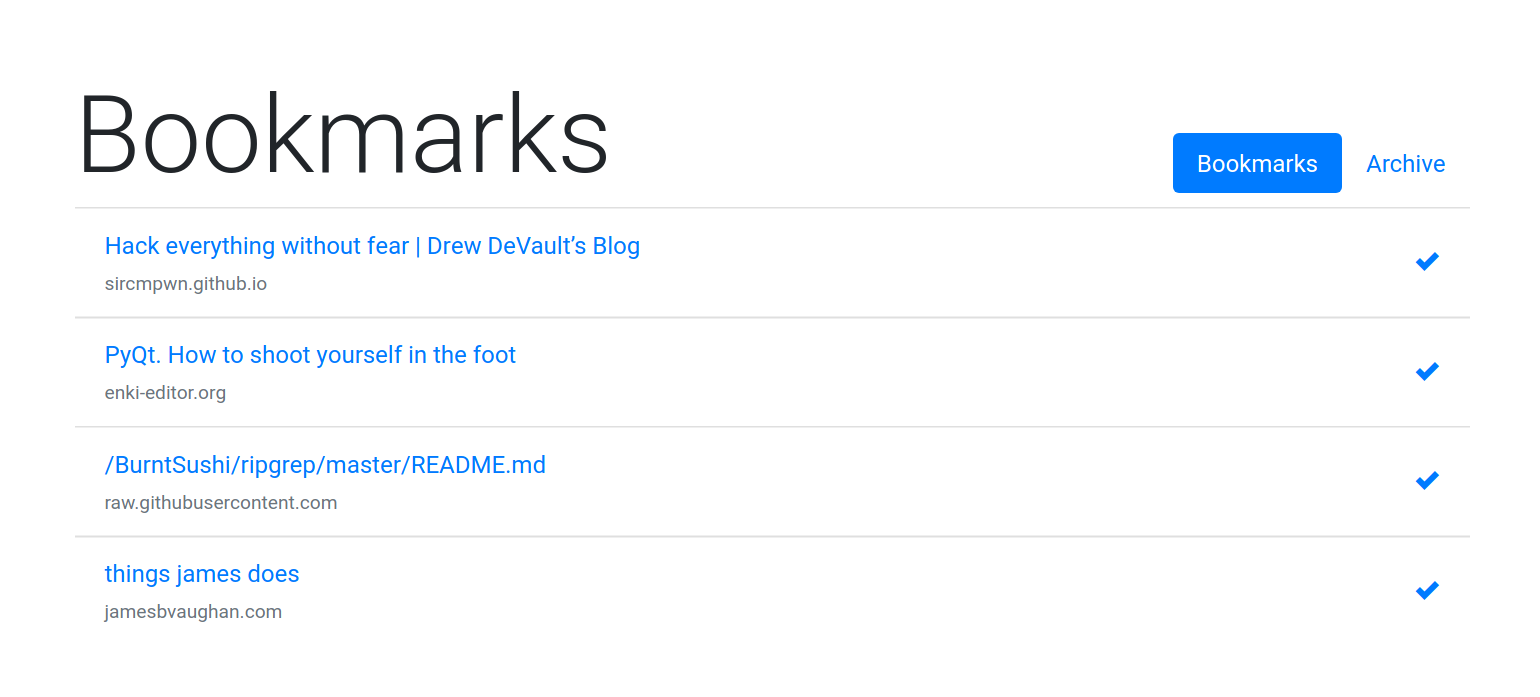 Bookmarks
Bookmarks Archive
Hack everything without fear | Drew DeVault’s Blog
sircmpwn.github.io
PyQt. How to shoot yourself in the foot
enki-editor.org
/BurntSushi/ripgrep/master/README.md
raw.githubusercontent.com
things james does
jamesbvaughan.com